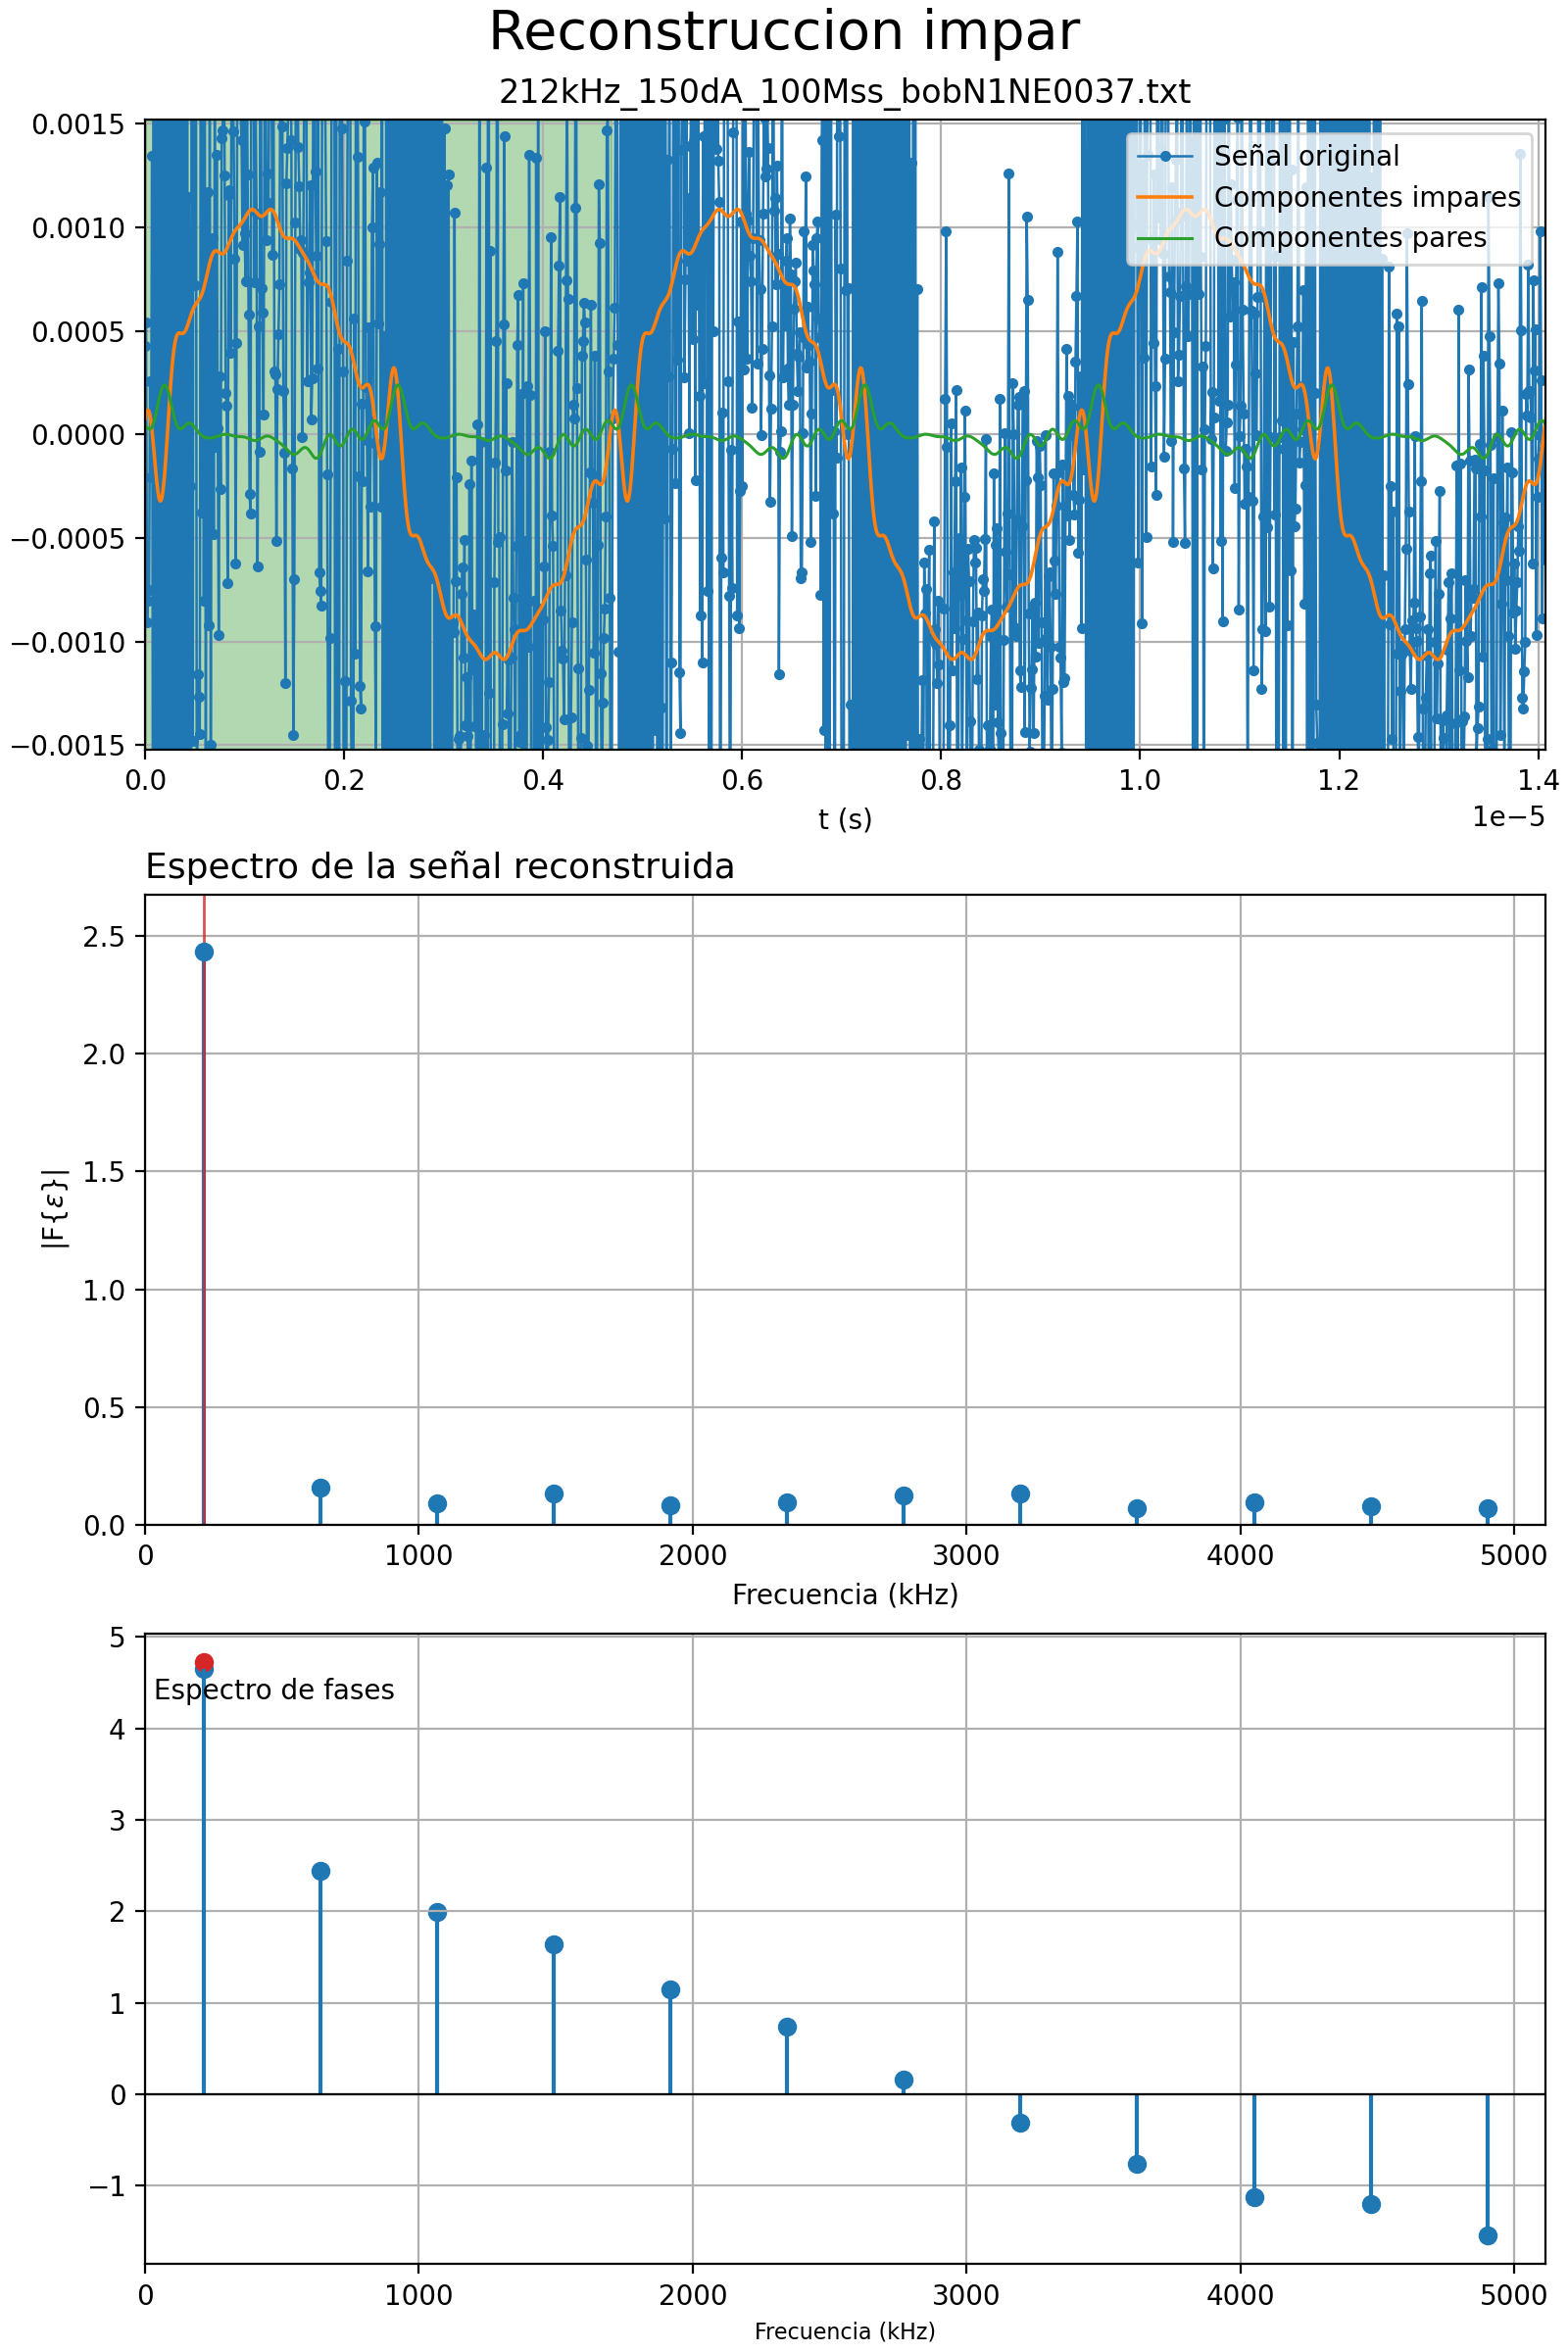 Reconstruccion impar
212kHz_150dA_100Mss_bobN1NE0037.txt
0.0015
0.0010
0.0005
0.0000
−0.0005
−0.0010
−0.0015
Señal original
Componentes impares
Componentes pares
0.0 0.2 0.4 0.6 0.8 1.0 1.2 1.4
1e−5
t (s)
Espectro de la señal reconstruida
2.5
2.0
1.5
1.0
0.5
0.0
|F{ε}|
0 1000 2000 3000 4000 5000
Frecuencia (kHz)
5
4
3
2
1
0
−1
Espectro de fases
0 1000 2000 3000 4000 5000
Frecuencia (kHz)